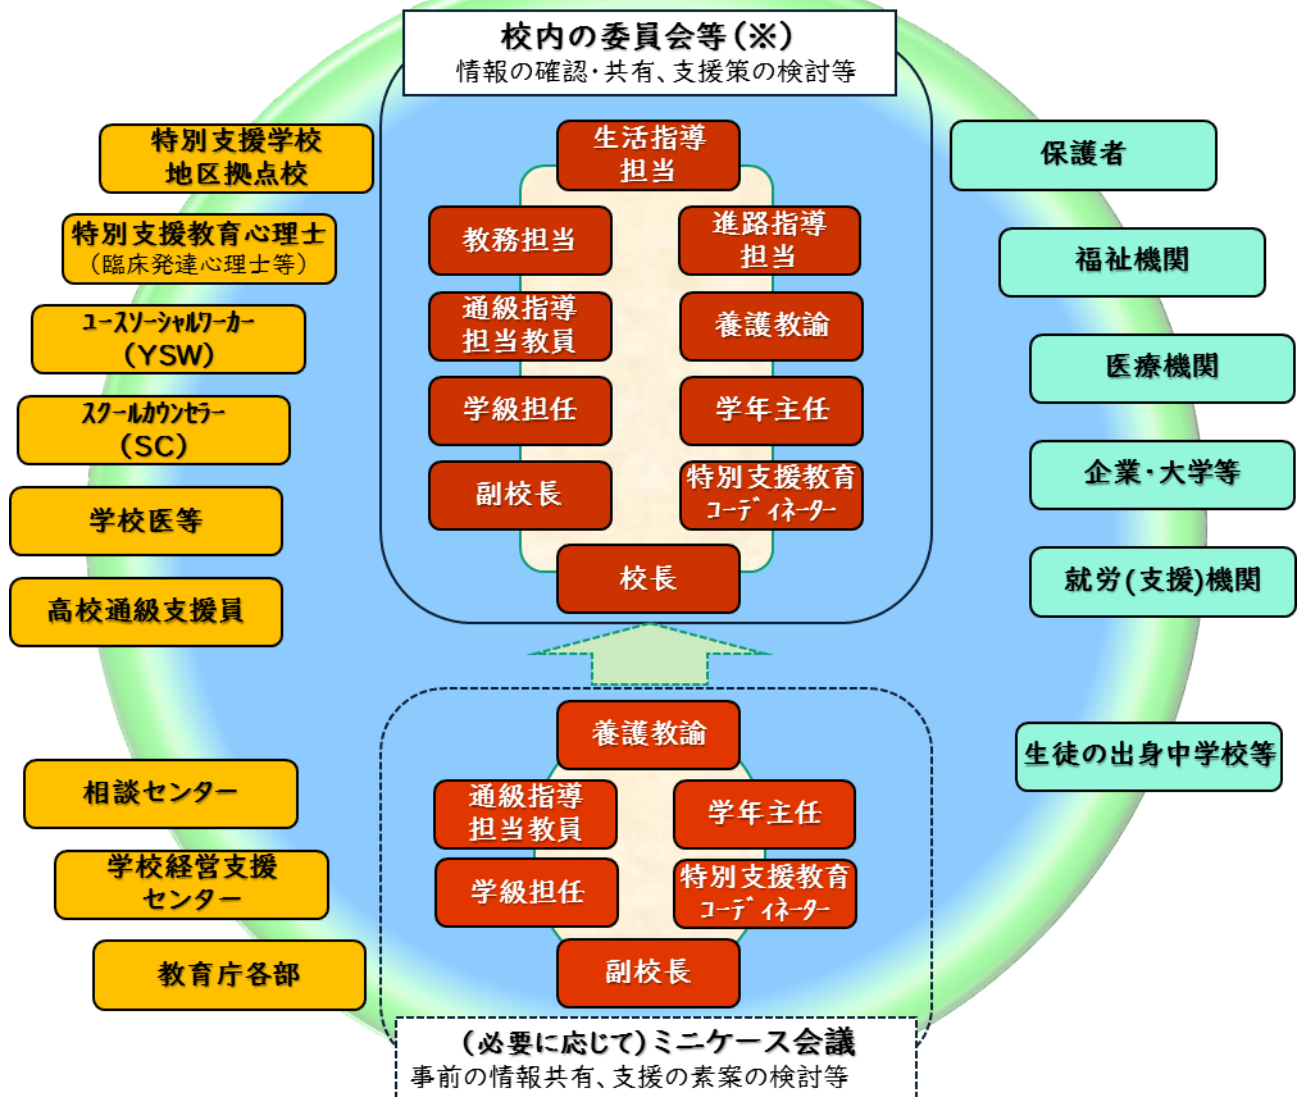 校内の委員会等(※)
情報の確認・共有、支援策の検討等
特別支援学校
地区拠点校
特別支援教育心理士
（臨床発達心理士等）
ﾕｰｽｿｰｼｬﾙﾜｰｶｰ
（YSW）
ｽｸｰﾙｶｳﾝｾﾗｰ
（SC）
学校医等
高校通級支援員
生活指導
担当
教務担当
進路指導
担当
通級指導
担当教員
養護教諭
学級担任
学年主任
副校長
特別支援教育
ｺｰﾃﾞｨﾈｰﾀｰ
校長
保護者
福祉機関
医療機関
企業・大学等
就労(支援)機関
生徒の出身中学校等
相談センター
学校経営支援
センター
教育庁各部
養護教諭
通級指導
担当教員
学年主任
学級担任
特別支援教育
ｺｰﾃﾞｨﾈｰﾀｰ
副校長
(必要に応じて)ミニケース会議
事前の情報共有、支援の素案の検討等